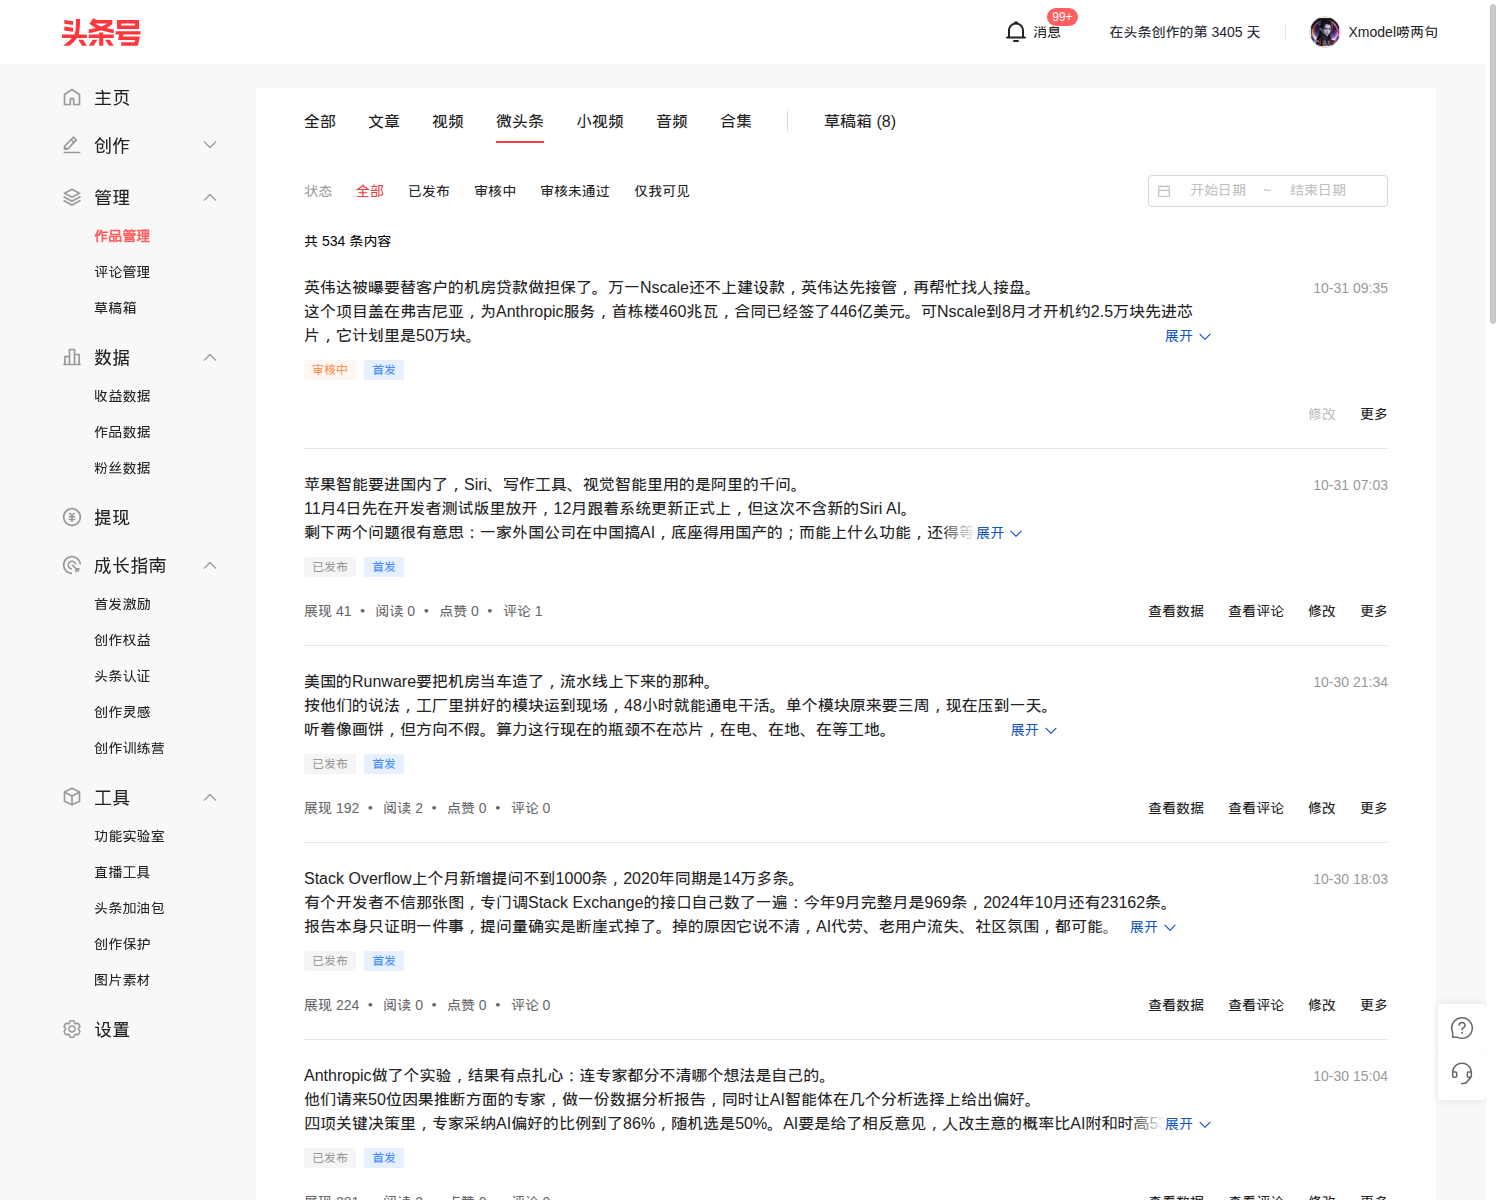 头条号
消息
99+
在头条创作的第 3405 天
Xmodel唠两句
主页
创作
管理
作品管理
评论管理
草稿箱
数据
收益数据
作品数据
粉丝数据
提现
成长指南
首发激励
创作权益
头条认证
创作灵感
创作训练营
工具
功能实验室
直播工具
头条加油包
创作保护
图片素材
设置
全部 文章 视频 微头条 小视频 音频 合集 草稿箱 (8)
状态 全部 已发布 审核中 审核未通过 仅我可见
开始日期 ~ 结束日期
共 534 条内容
英伟达被曝要替客户的机房贷款做担保了。万一Nscale还不上建设款，英伟达先接管，再帮忙找人接盘。
10-31 09:35
这个项目盖在弗吉尼亚，为Anthropic服务，首栋楼460兆瓦，合同已经签了446亿美元。可Nscale到8月才开机约2.5万块先进芯
片，它计划里是50万块。
展开
审核中 首发
修改 更多
苹果智能要进国内了，Siri、写作工具、视觉智能里用的是阿里的千问。
10-31 07:03
11月4日先在开发者测试版里放开，12月跟着系统更新正式上，但这次不含新的Siri AI。
剩下两个问题很有意思：一家外国公司在中国搞AI，底座得用国产的；而能上什么功能，还得等 展开
已发布 首发
展现 41 • 阅读 0 • 点赞 0 • 评论 1
查看数据 查看评论 修改 更多
美国的Runware要把机房当车造了，流水线上下来的那种。
10-30 21:34
按他们的说法，工厂里拼好的模块运到现场，48小时就能通电干活。单个模块原来要三周，现在压到一天。
听着像画饼，但方向不假。算力这行现在的瓶颈不在芯片，在电、在地、在等工地。
展开
已发布 首发
展现 192 • 阅读 2 • 点赞 0 • 评论 0
查看数据 查看评论 修改 更多
Stack Overflow上个月新增提问不到1000条，2020年同期是14万多条。
10-30 18:03
有个开发者不信那张图，专门调Stack Exchange的接口自己数了一遍：今年9月完整月是969条，2024年10月还有23162条。
报告本身只证明一件事，提问量确实是断崖式掉了。掉的原因它说不清，AI代劳、老用户流失、社区氛围，都可能。 展开
已发布 首发
展现 224 • 阅读 0 • 点赞 0 • 评论 0
查看数据 查看评论 修改 更多
Anthropic做了个实验，结果有点扎心：连专家都分不清哪个想法是自己的。
10-30 15:04
他们请来50位因果推断方面的专家，做一份数据分析报告，同时让AI智能体在几个分析选择上给出偏好。
四项关键决策里，专家采纳AI偏好的比例到了86%，随机选是50%。AI要是给了相反意见，人改主意的概率比AI附和时高5 展开
已发布 首发